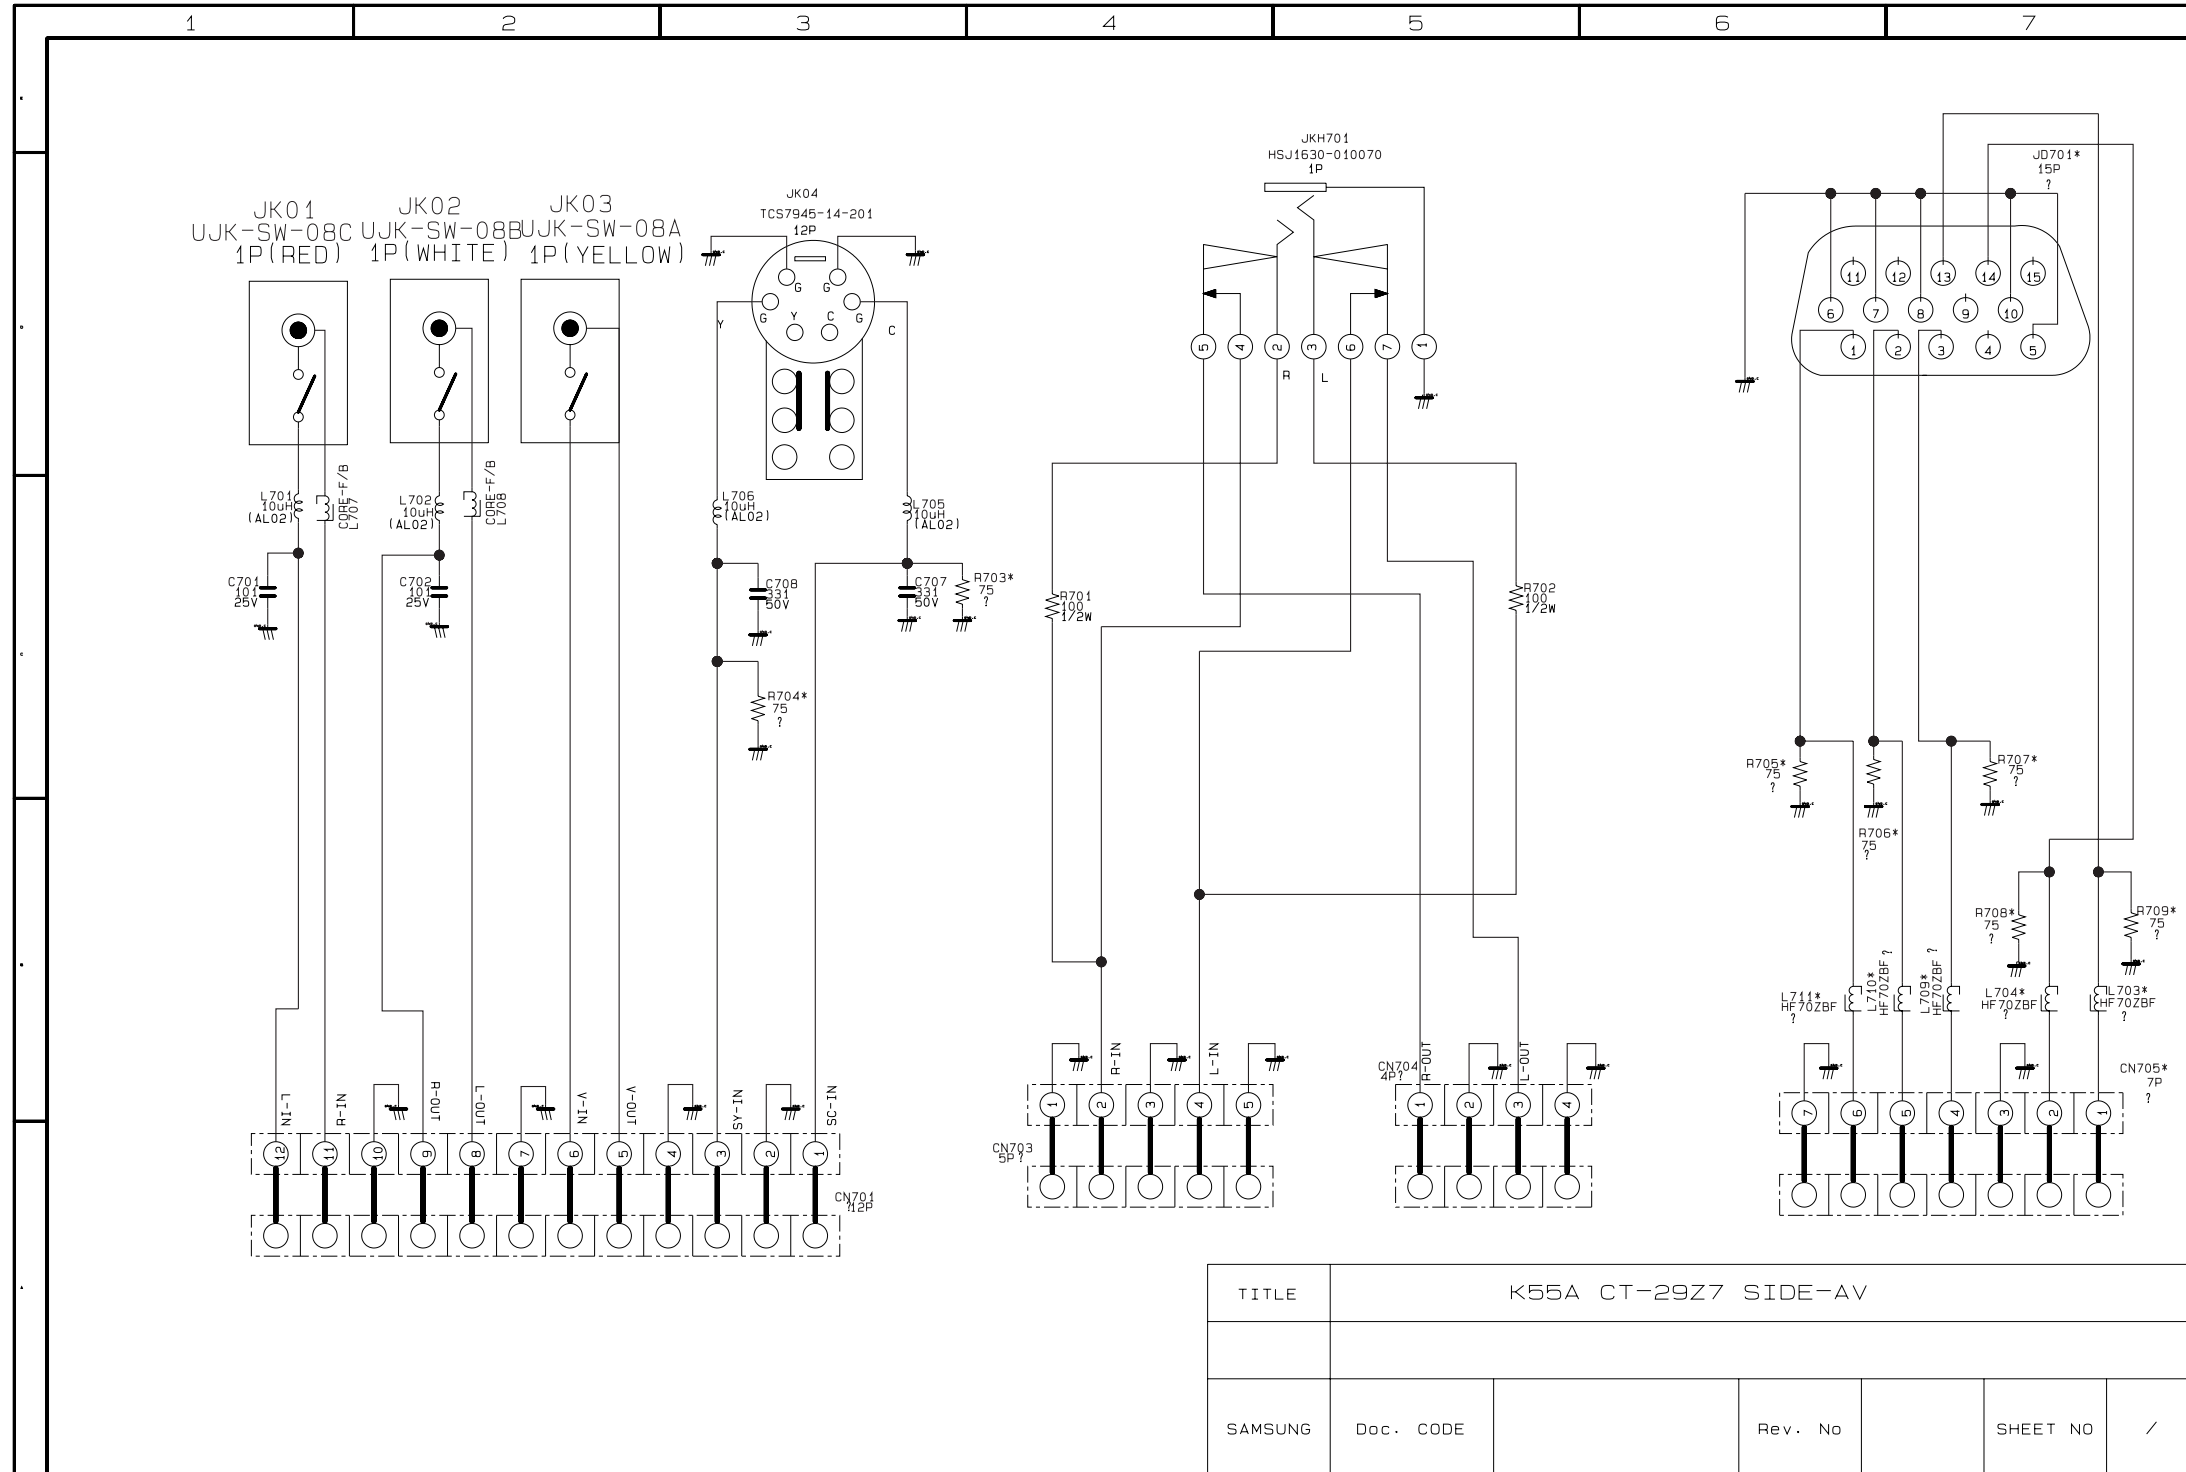 1 2 3 4 5 6 7
JK01
UJK-SW-08C
1P(RED)
JK02
UJK-SW-08B
1P(WHITE)
JK03
UJK-SW-08A
1P(YELLOW)
JK04
TCS7945-14-201
12P
G G
G Y C G
Y
C
JKH701
HSJ1630-010070
1P
5 4 2 3 6 7 1
R L
JD701*
15P
?
11 12 13 14 15
6 7 8 9 10
1 2 3 4 5
L701
10uH
(AL02)
CORE-F/B
L707
L702
10uH
(AL02)
CORE-F/B
L708
L706
10uH
(AL02)
L705
10uH
(AL02)
C701
101
25V
C702
101
25V
C708
331
50V
C707
331
50V
R703*
75
?
R704*
75
?
R701
100
1/2W
R702
100
1/2W
R705*
75
?
R706*
75
?
R707*
75
?
R708*
75
?
R709*
75
?
L711*
HF70ZBF
?
L710*
HF70ZBF ?
L709*
HF70ZBF ?
L704*
HF70ZBF
?
L703*
HF70ZBF
?
L-IN
R-IN
R-OUT
L-OUT
V-IN
V-OUT
SY-IN
SC-IN
12 11 10 9 8 7 6 5 4 3 2 1
CN701
?12P
R-IN
L-IN
1 2 3 4 5
CN703
5P?
CN704
4P?
R-OUT
L-OUT
1 2 3 4
CN705*
7P
?
7 6 5 4 3 2 1
TITLE K55A CT-29Z7 SIDE-AV
SAMSUNG Doc. CODE Rev. No SHEET NO /